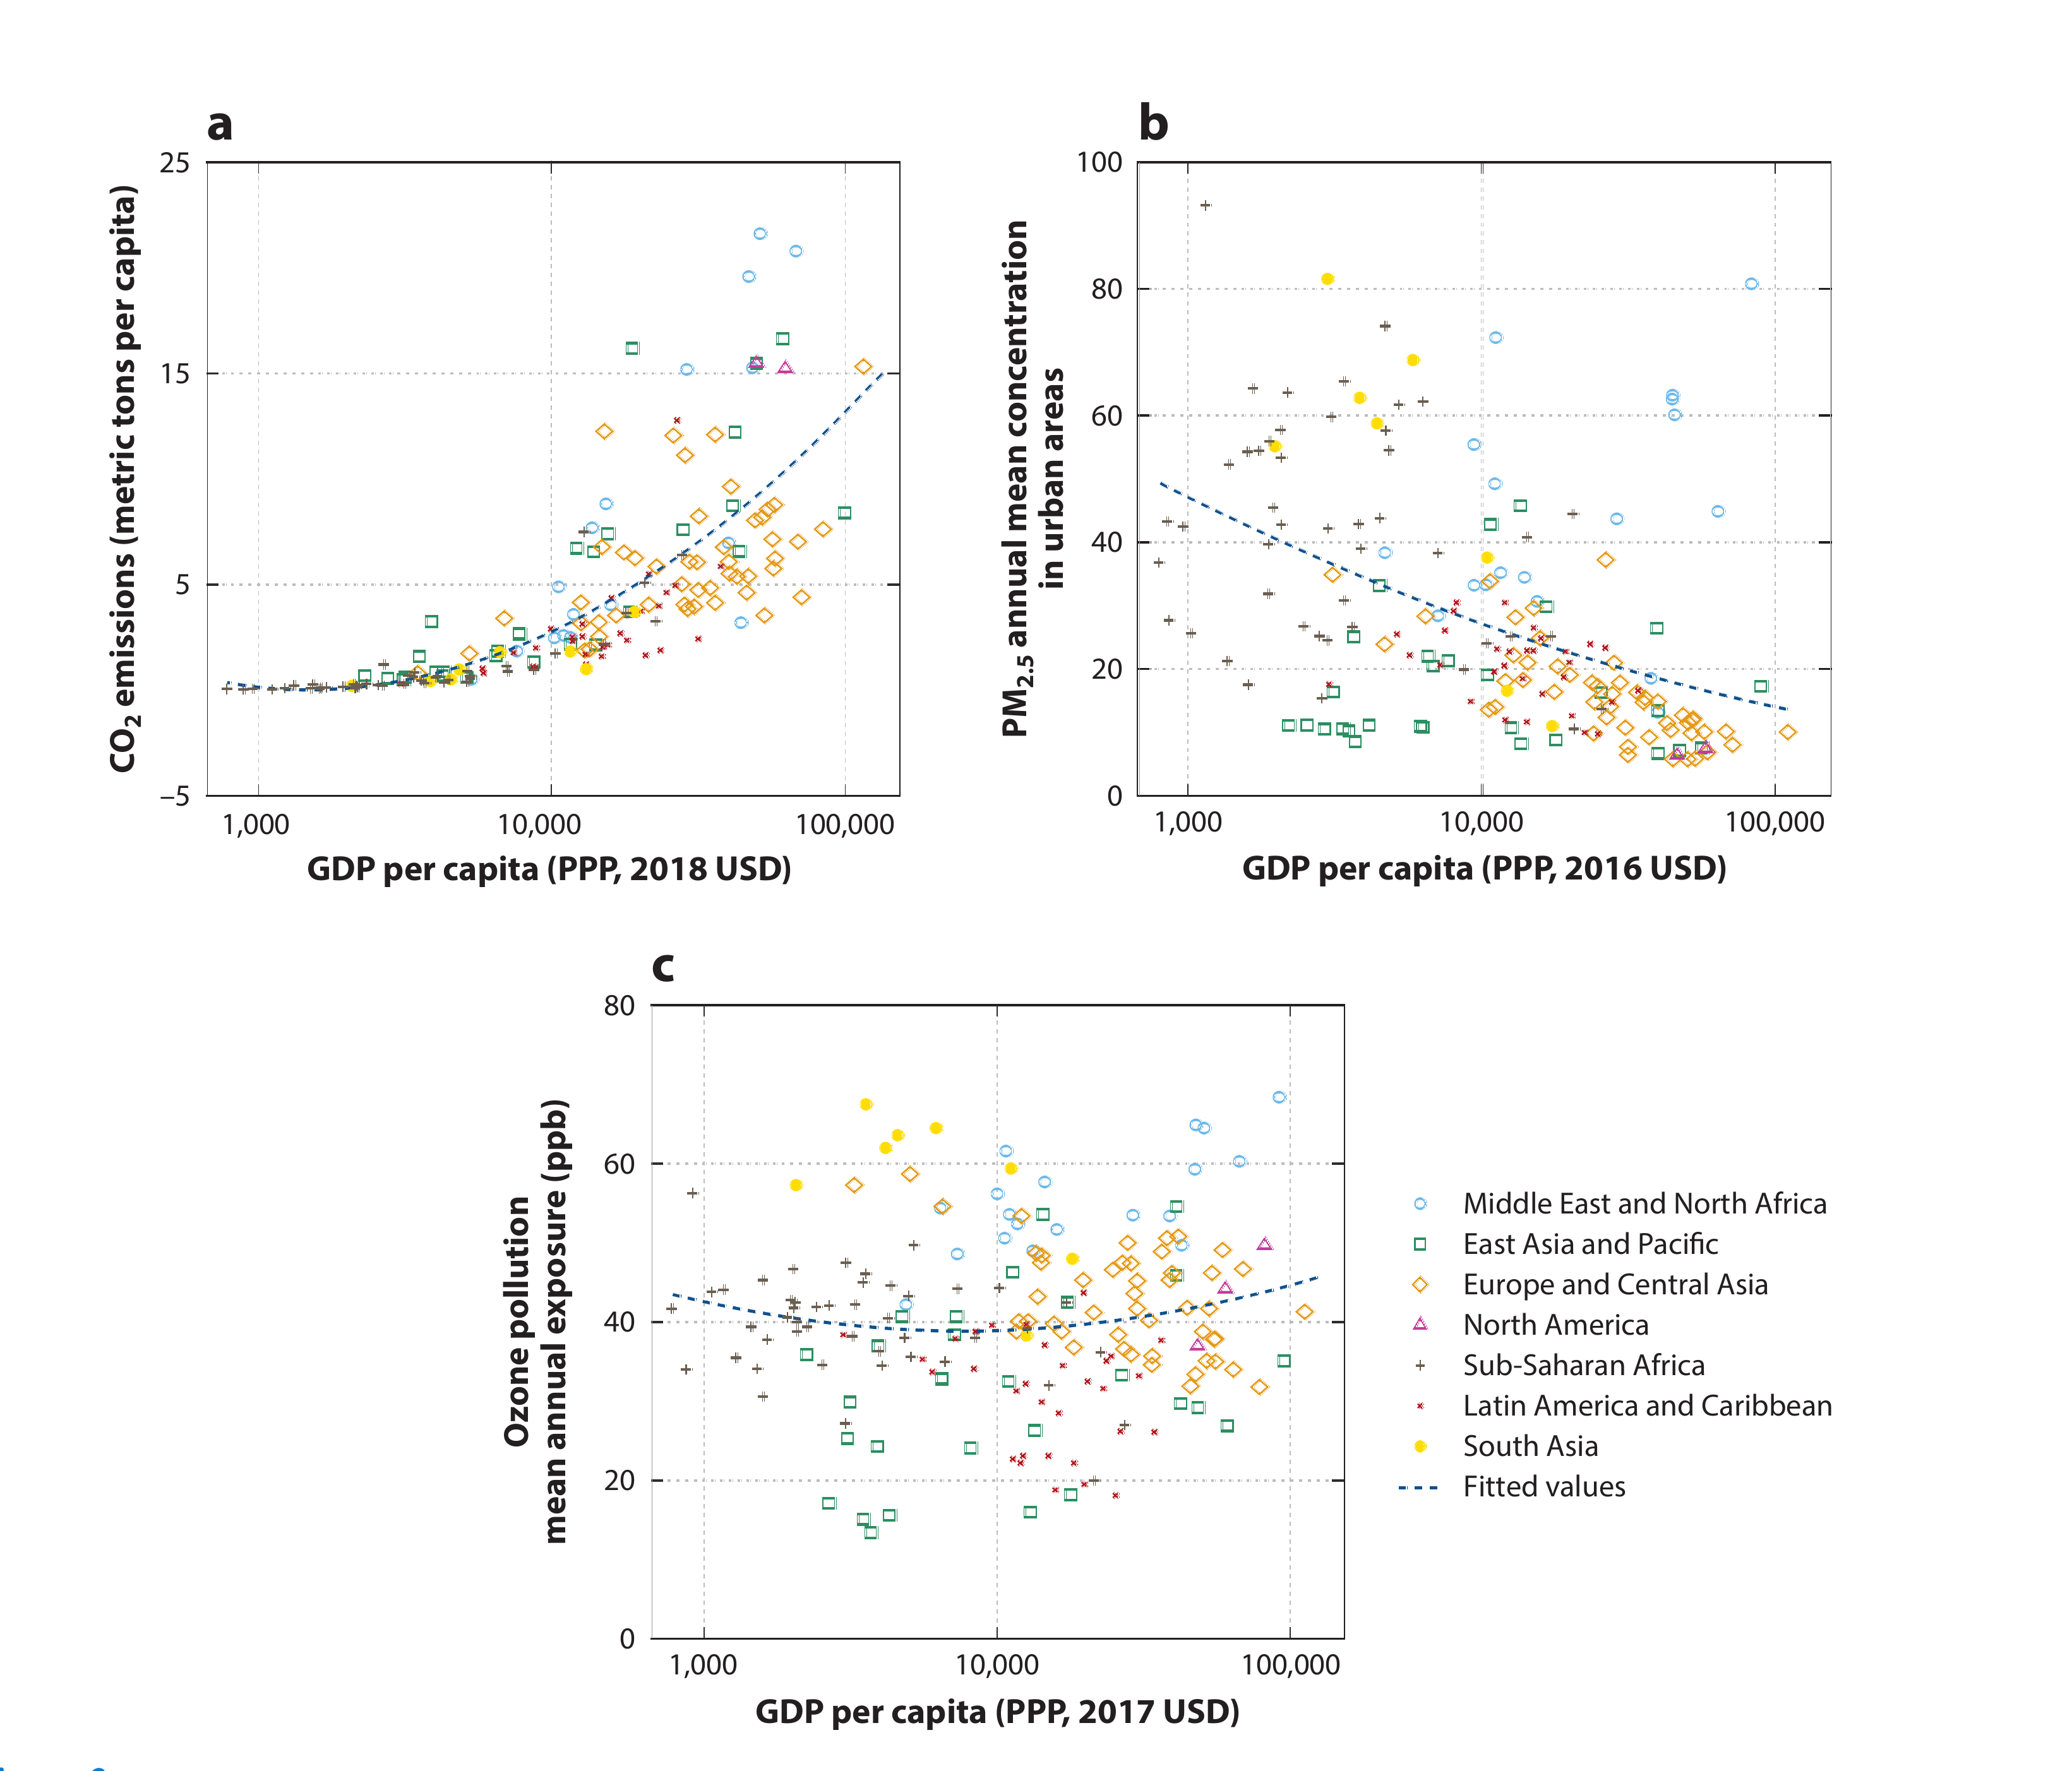 a
25
15
5
−5
CO2 emissions (metric tons per capita)
1,000
10,000
100,000
GDP per capita (PPP, 2018 USD)
b
100
80
60
40
20
0
PM2.5 annual mean concentration
in urban areas
1,000
10,000
100,000
GDP per capita (PPP, 2016 USD)
c
80
60
40
20
0
Ozone pollution
mean annual exposure (ppb)
1,000
10,000
100,000
GDP per capita (PPP, 2017 USD)
Middle East and North Africa
East Asia and Pacific
Europe and Central Asia
North America
Sub-Saharan Africa
Latin America and Caribbean
South Asia
Fitted values